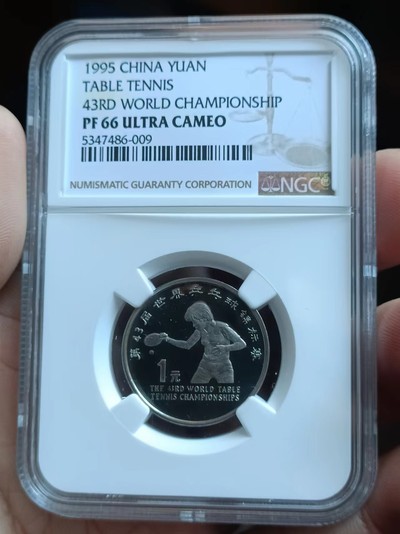 1995 CHINA YUAN
TABLE TENNIS
43RD WORLD CHAMPIONSHIP
PF 66 ULTRA CAMEO
5347486-009
NUMISMATIC GUARANTY CORPORATION
NGC
第43届世界乒乓球锦标赛
1元
THE 43RD WORLD TABLE
TENNIS CHAMPIONSHIPS